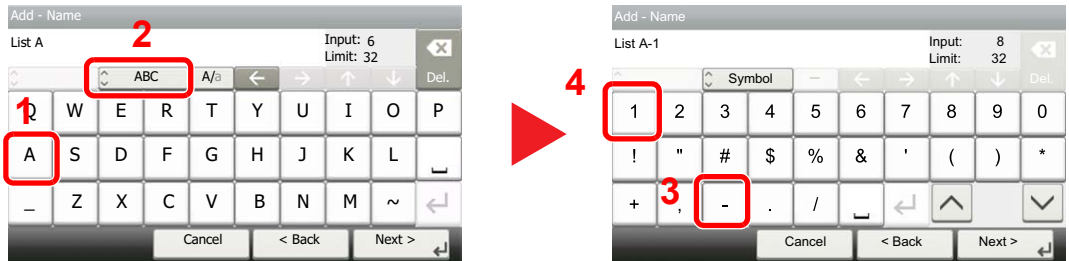 Add - Name
List A
2
Input: 6
Limit: 32
ABC
A/a
← → ↑ ↓ Del.
1
Q W E R T Y U I O P
A S D F G H J K L
_ Z X C V B N M ~
Cancel
< Back
Next >
Add - Name
List A-1
Input: 8
Limit: 32
Symbol
← → ↑ ↓ Del.
4
1 2 3 4 5 6 7 8 9 0
! " # $ % & ' ( ) *
3
+ , - . /
Cancel
< Back
Next >